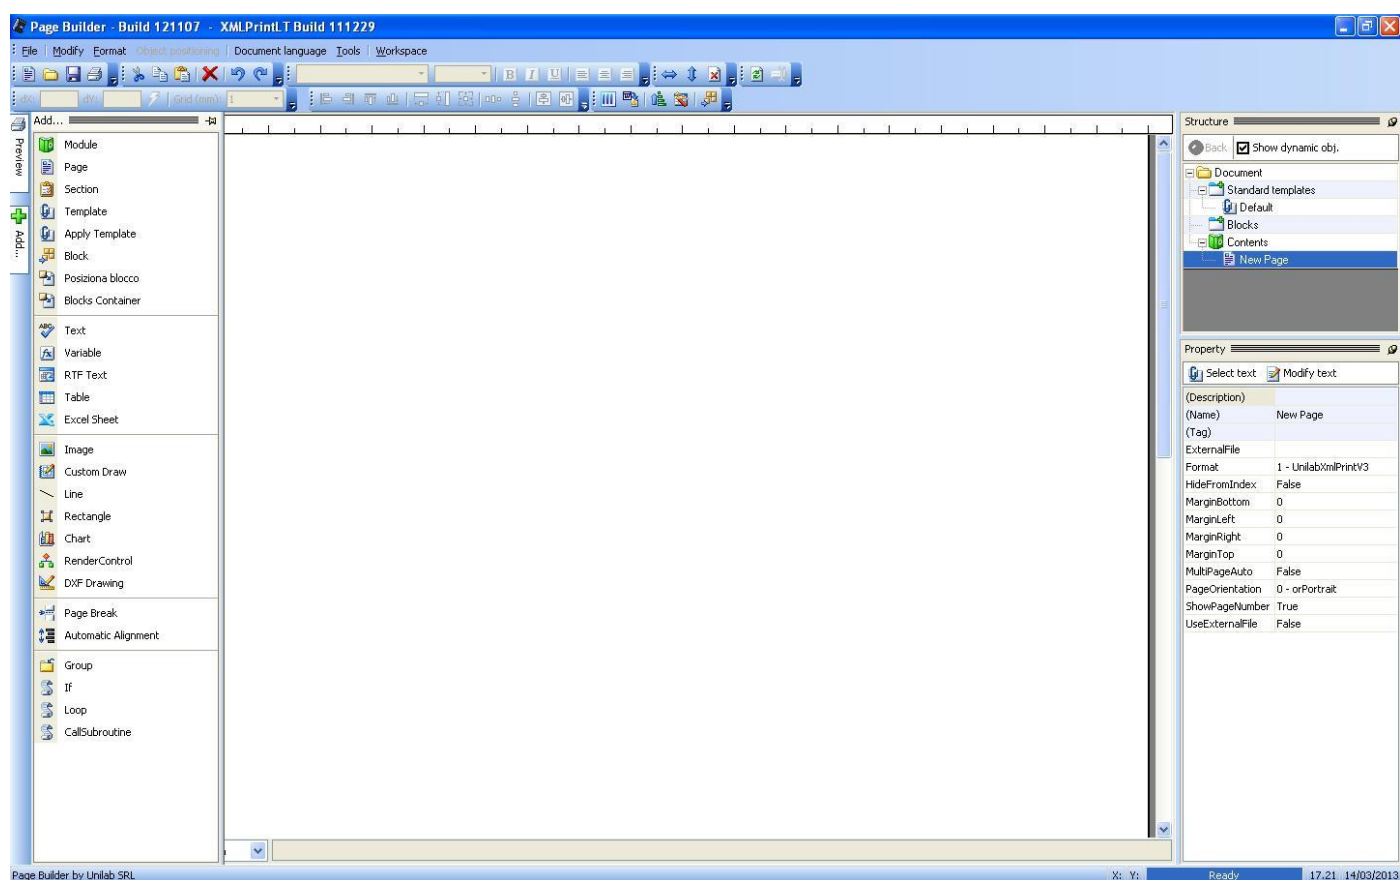 Page Builder - Build 121107 - XMLPrintLT Build 111229
File Modify Format Object positioning Document language Tools Workspace
B I U
dX: dY: Grid (mm): 1
Preview
Add...
Add...
Module
Page
Section
Template
Apply Template
Block
Posiziona blocco
Blocks Container
Text
Variable
RTF Text
Table
Excel Sheet
Image
Custom Draw
Line
Rectangle
Chart
RenderControl
DXF Drawing
Page Break
Automatic Alignment
Group
If
Loop
CallSubroutine
Structure
Back Show dynamic obj.
Document
Standard templates
Default
Blocks
Contents
New Page
Property
Select text Modify text
(Description)
(Name) New Page
(Tag)
ExternalFile
Format 1 - UnilabXmlPrintV3
HideFromIndex False
MarginBottom 0
MarginLeft 0
MarginRight 0
MarginTop 0
MultiPageAuto False
PageOrientation 0 - orPortrait
ShowPageNumber True
UseExternalFile False
Page Builder by Unilab SRL X: Y: Ready 17.21 14/03/2013